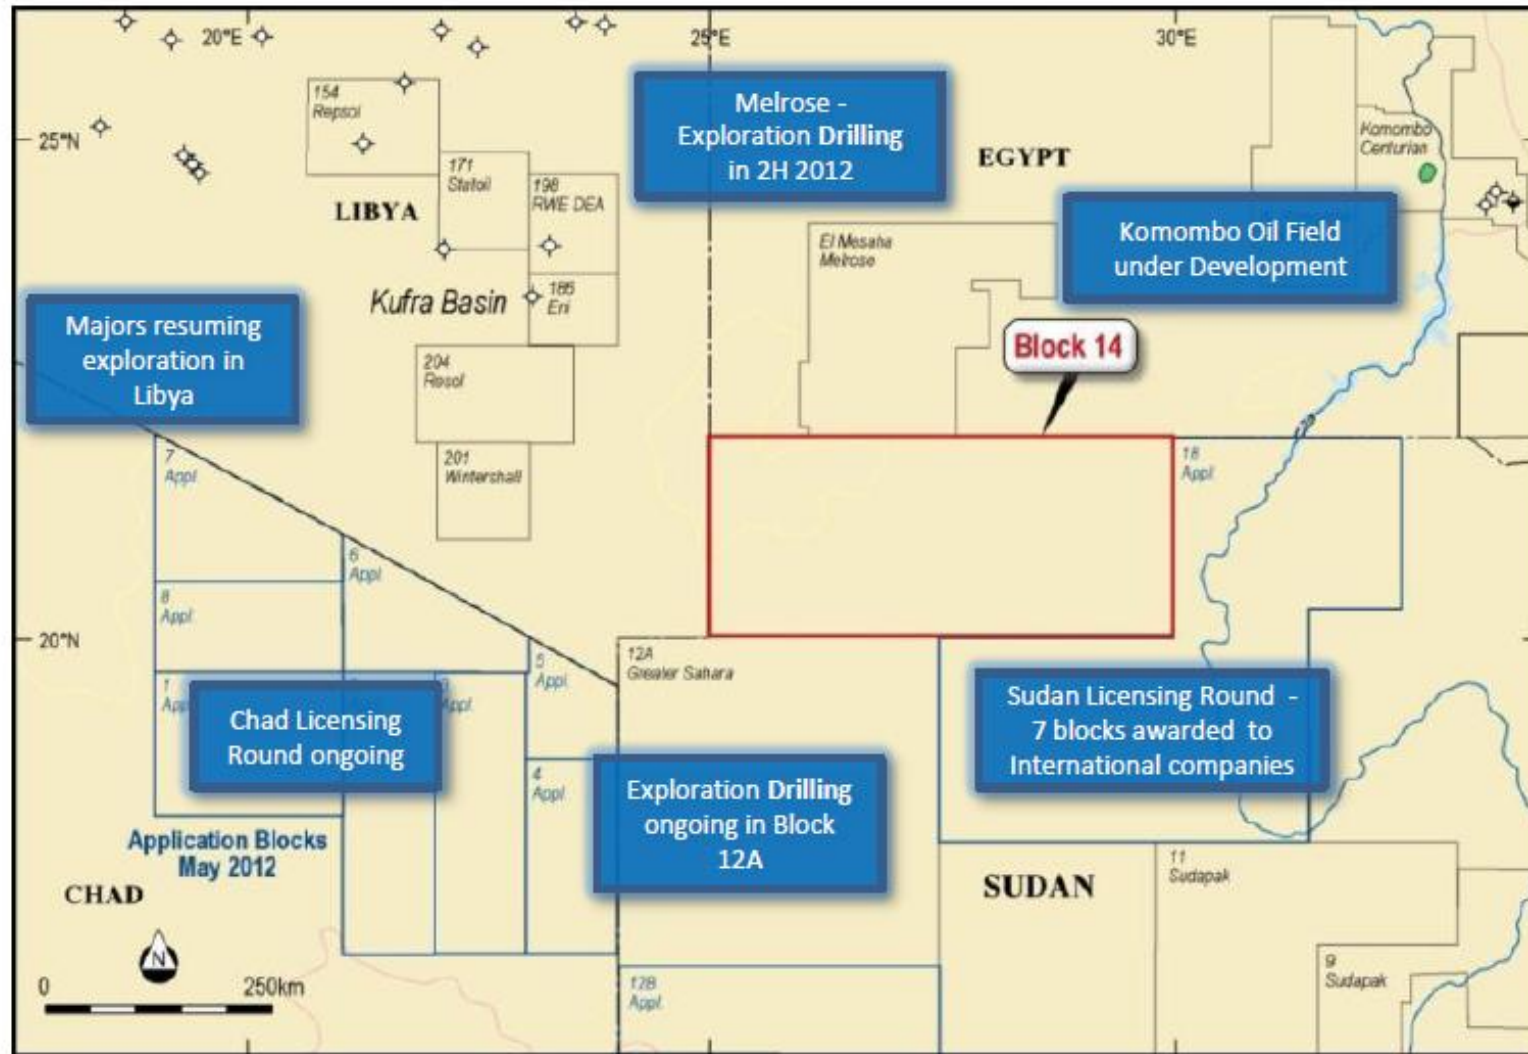 20°E
25°E
30°E
25°N
20°N
154
Repsol
171
Statoil
198
RWE DEA
LIBYA
Kufra Basin
186
Eni
204
Resol
201
Wintershall
Melrose -
Exploration Drilling
in 2H 2012
EGYPT
Komombo
Centurian
El Mesaha
Melrose
Komombo Oil Field
under Development
Block 14
Majors resuming
exploration in
Libya
7
Appl
6
Appl
8
Appl.
18
Appl
5
Appl.
12A
Greater Sahara
1
Appl.
Chad Licensing
Round ongoing
4
Appl
Exploration Drilling
ongoing in Block
12A
Sudan Licensing Round -
7 blocks awarded to
International companies
Application Blocks
May 2012
CHAD
SUDAN
11
Sudapak
9
Sudapak
12B
Appl.
N
0
250km